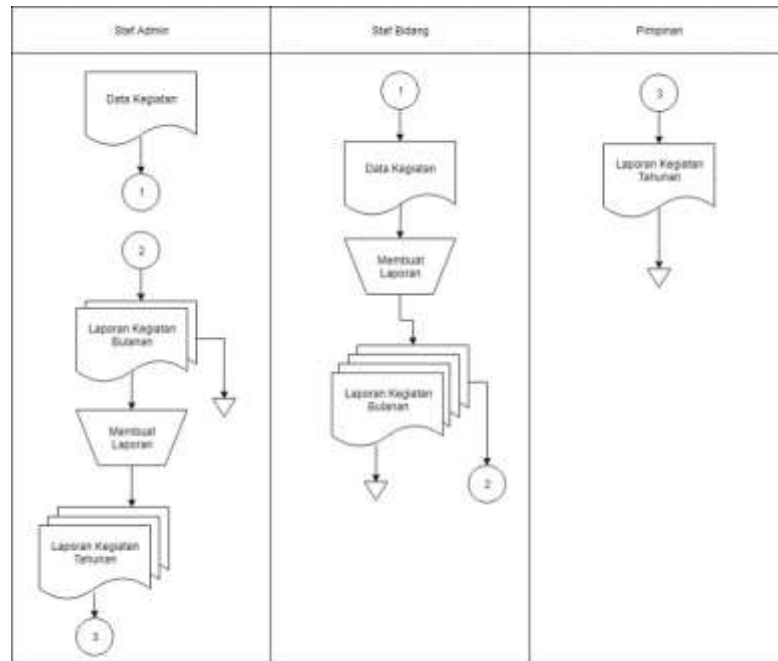 Staf Admin
Staf Bidang
Pimpinan
Data Kegiatan
1
2
Laporan Kegiatan
Bulanan
Membuat
Laporan
Laporan Kegiatan
Tahunan
3
1
Data Kegiatan
Membuat
Laporan
Laporan Kegiatan
Bulanan
2
3
Laporan Kegiatan
Tahunan